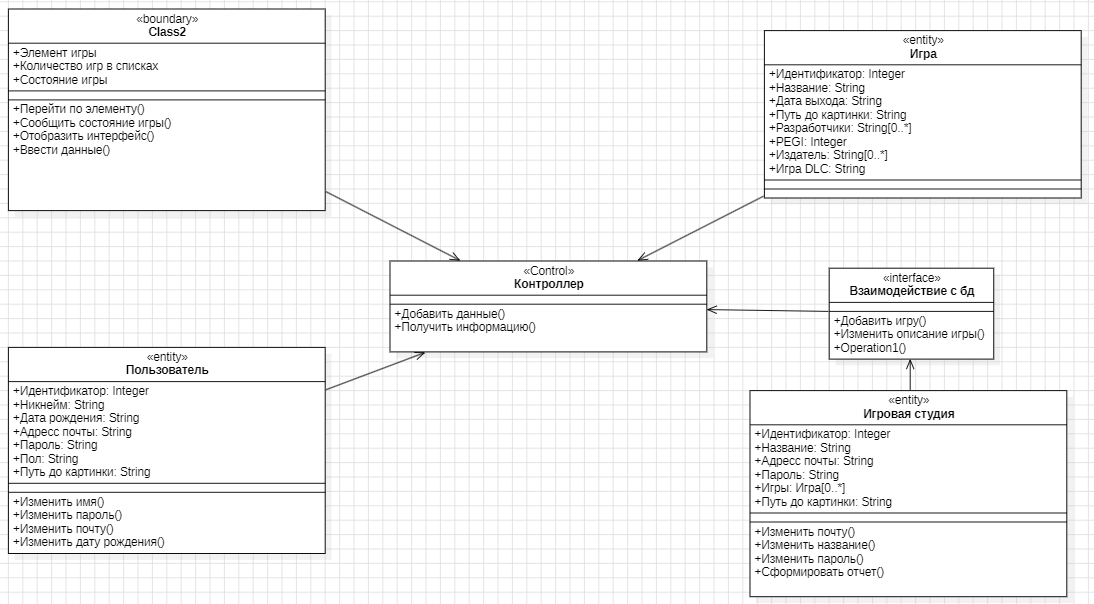 «boundary»
Class2
+Элемент игры
+Количество игр в списках
+Состояние игры
+Перейти по элементу()
+Сообщить состояние игры()
+Отобразить интерфейс()
+Ввести данные()
«entity»
Игра
+Идентификатор: Integer
+Название: String
+Дата выхода: String
+Путь до картинки: String
+Разработчики: String[0..*]
+PEGI: Integer
+Издатель: String[0..*]
+Игра DLC: String
«Control»
Контроллер
+Добавить данные()
+Получить информацию()
«interface»
Взаимодействие с бд
+Добавить игру()
+Изменить описание игры()
+Operation1()
«entity»
Пользователь
+Идентификатор: Integer
+Никнейм: String
+Дата рождения: String
+Адресс почты: String
+Пароль: String
+Пол: String
+Путь до картинки: String
+Изменить имя()
+Изменить пароль()
+Изменить почту()
+Изменить дату рождения()
«entity»
Игровая студия
+Идентификатор: Integer
+Название: String
+Адресс почты: String
+Пароль: String
+Игры: Игра[0..*]
+Путь до картинки: String
+Изменить почту()
+Изменить название()
+Изменить пароль()
+Сформировать отчет()